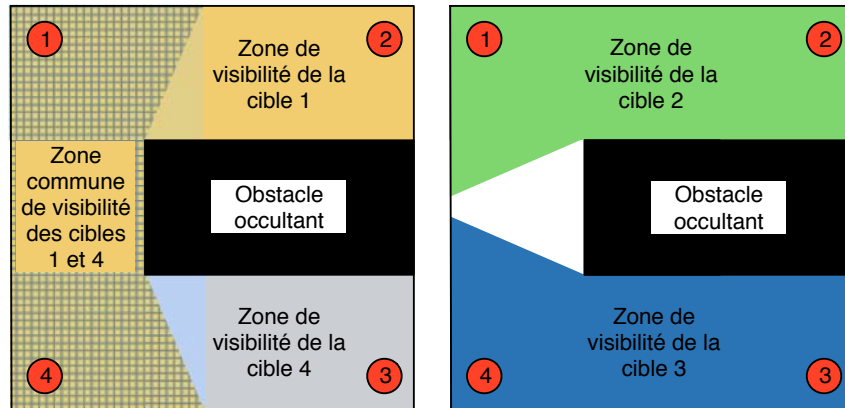 1
Zone de
visibilité de la
cible 1
2
Zone
commune
de visibilité
des cibles
1 et 4
Obstacle
occultant
4
Zone de
visibilité de la
cible 4
3
1
Zone de
visibilité de la
cible 2
2
Obstacle
occultant
4
Zone de
visibilité de la
cible 3
3